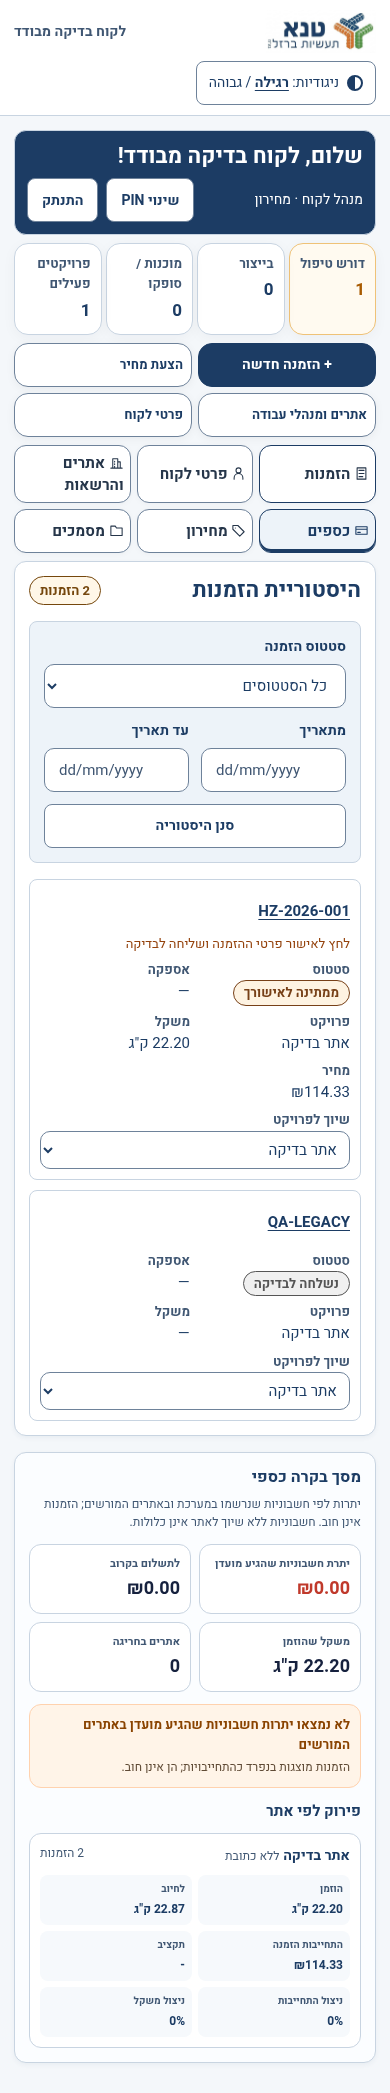 טנא
תעשיות ברזל
לקוח בדיקה מבודד
ניגודיות: רגילה / גבוהה
שלום, לקוח בדיקה מבודד!
מנהל לקוח · מחירון
שינוי PIN
התנתק
דורש טיפול
1
בייצור
0
מוכנות / סופקו
0
פרויקטים פעילים
1
+ הזמנה חדשה
הצעת מחיר
אתרים ומנהלי עבודה
פרטי לקוח
הזמנות
פרטי לקוח
אתרים והרשאות
כספים
מחירון
מסמכים
היסטוריית הזמנות
2 הזמנות
סטטוס הזמנה
כל הסטטוסים
מתאריך
עד תאריך
dd/mm/yyyy
dd/mm/yyyy
סנן היסטוריה
HZ-2026-001
לחץ לאישור פרטי ההזמנה ושליחה לבדיקה
סטטוס
אספקה
ממתינה לאישורך
—
פרויקט
משקל
אתר בדיקה
22.20 ק"ג
מחיר
₪114.33
שיוך לפרויקט
אתר בדיקה
QA-LEGACY
סטטוס
אספקה
נשלחה לבדיקה
—
פרויקט
משקל
אתר בדיקה
—
שיוך לפרויקט
אתר בדיקה
מסך בקרה כספי
יתרות לפי חשבוניות שנרשמו במערכת ובאתרים המורשים; הזמנות
אינן חוב. חשבוניות ללא שיוך לאתר אינן כלולות.
יתרת חשבוניות שהגיע מועדן
₪0.00
לתשלום בקרוב
₪0.00
משקל שהוזמן
22.20 ק"ג
אתרים בחריגה
0
לא נמצאו יתרות חשבוניות שהגיע מועדן באתרים
המורשים
הזמנות מוצגות בנפרד כהתחייבויות; הן אינן חוב.
פירוק לפי אתר
אתר בדיקה ללא כתובת
2 הזמנות
הוזמן
22.20 ק"ג
לחיוב
22.87 ק"ג
התחייבות הזמנה
₪114.33
תקציב
-
ניצול התחייבות
0%
ניצול משקל
0%